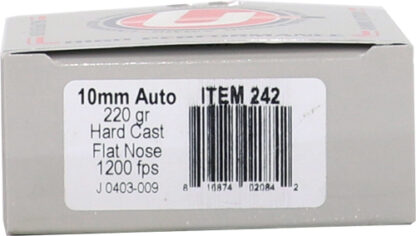 10mm Auto ITEM 242
220 gr
Hard Cast
Flat Nose
1200 fps
J 0403-009
8 16874 02084 2